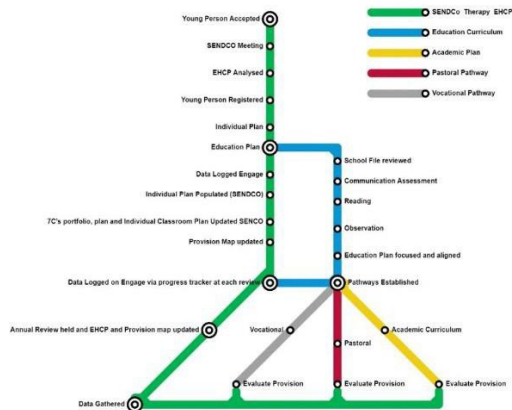 Young Person Accepted
SENDCO Meeting
EHCP Analysed
Young Person Registered
Individual Plan
Education Plan
Data Logged Engage
Individual Plan Populated (SENDCO)
7C's portfolio, plan and Individual Classroom Plan Updated SENCO
Provision Map updated
Data Logged on Engage via progress tracker at each review
Annual Review held and EHCP and Provision map updated
Data Gathered
SENDCo Therapy EHCP
Education Curriculum
Academic Plan
Pastoral Pathway
Vocational Pathway
School File reviewed
Communication Assessment
Reading
Observation
Education Plan focused and aligned
Pathways Established
Vocational
Academic Curriculum
Pastoral
Evaluate Provision
Evaluate Provision
Evaluate Provision